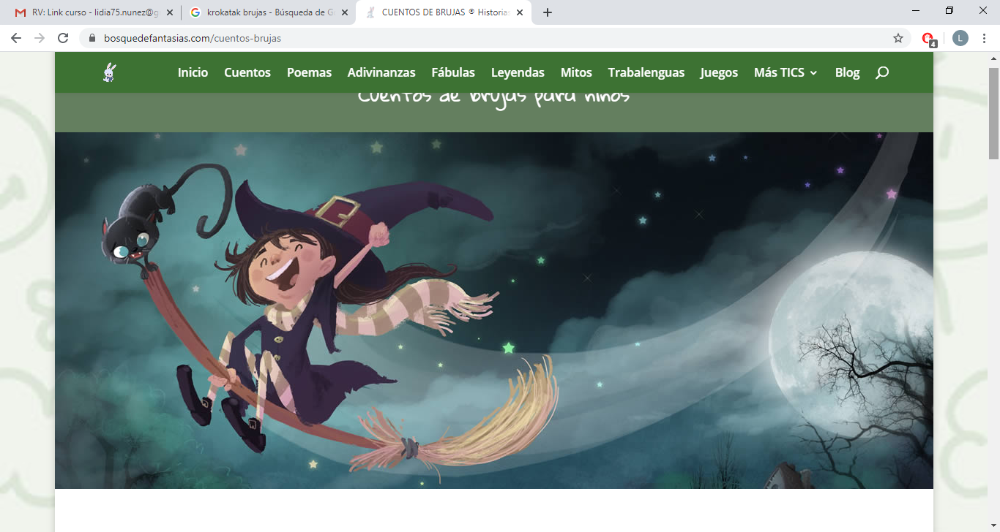 RV: Link curso - lidia75.nunez@g
krokatak brujas - Búsqueda de G
CUENTOS DE BRUJAS ® Historias
bosquedefantasias.com/cuentos-brujas
4
L
Inicio Cuentos Poemas Adivinanzas Fábulas Leyendas Mitos Trabalenguas Juegos Más TICS Blog
Cuentos de brujas para niños